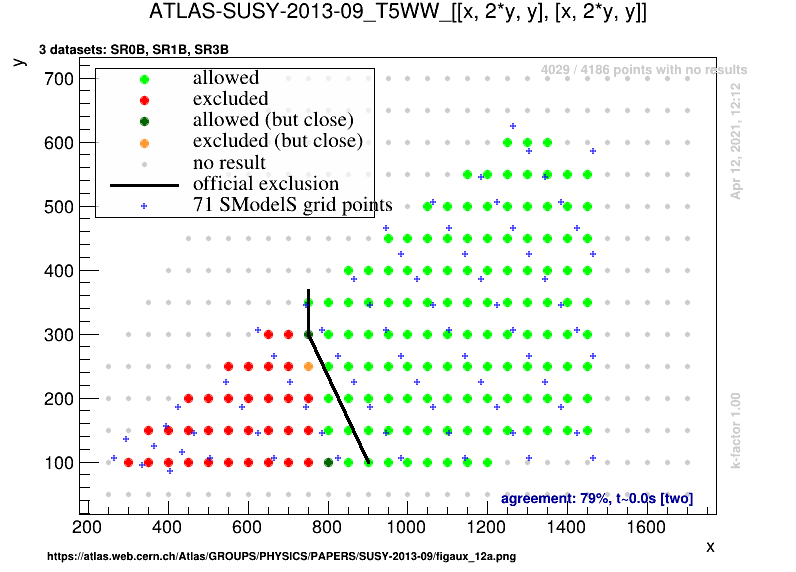 ATLAS-SUSY-2013-09_T5WW_[[x, 2*y, y], [x, 2*y, y]]
3 datasets: SR0B, SR1B, SR3B
y
4029 / 4186 points with no results
allowed
excluded
allowed (but close)
excluded (but close)
no result
official exclusion
71 SModelS grid points
Apr 12, 2021, 12:12
k-factor 1.00
700
600
500
400
300
200
100
agreement: 79%, t~0.0s [two]
200 400 600 800 1000 1200 1400 1600
x
https://atlas.web.cern.ch/Atlas/GROUPS/PHYSICS/PAPERS/SUSY-2013-09/figaux_12a.png